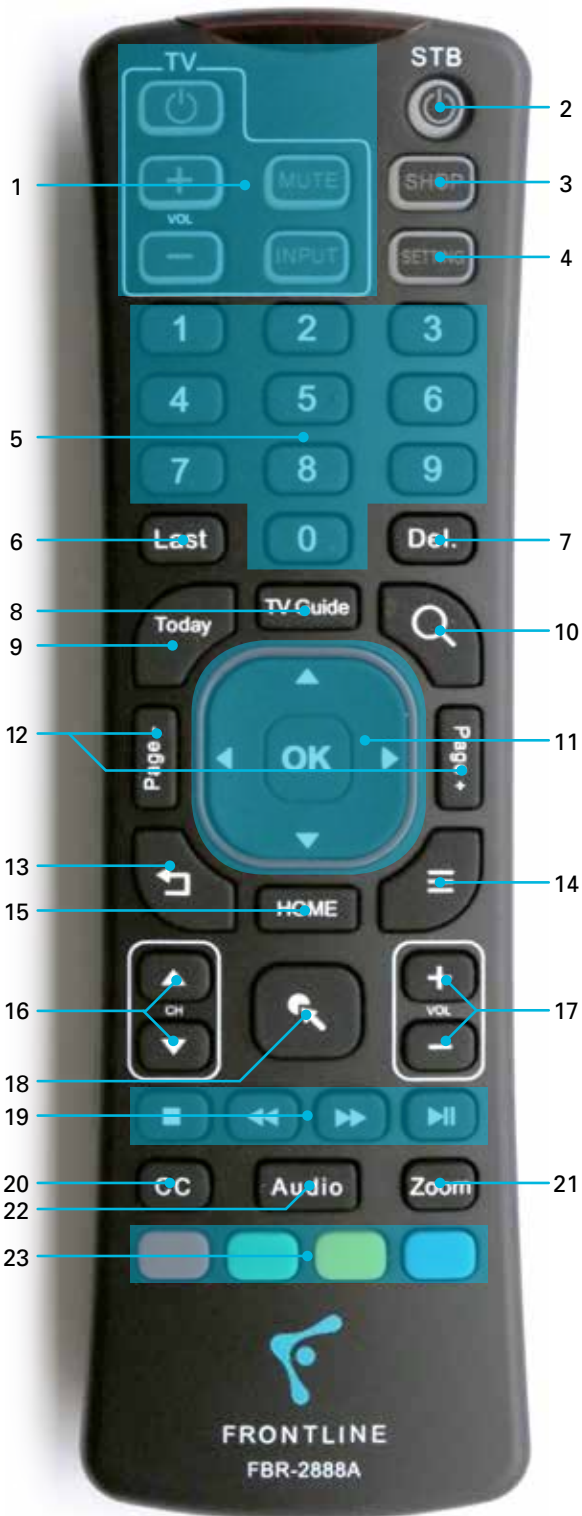 TV STB
2
1 MUTE SHOP 3
VOL
INPUT SETTING 4
1 2 3
4 5 6
5
7 8 9
6 Last 0 Del. 7
8 TV Guide
Today 10
9
12 Page - OK Page + 11
13 14
15 HOME
16 CH VOL 17
18
19
20 CC Audio Zoom 21
22
23
FRONTLINE
FBR-2888A